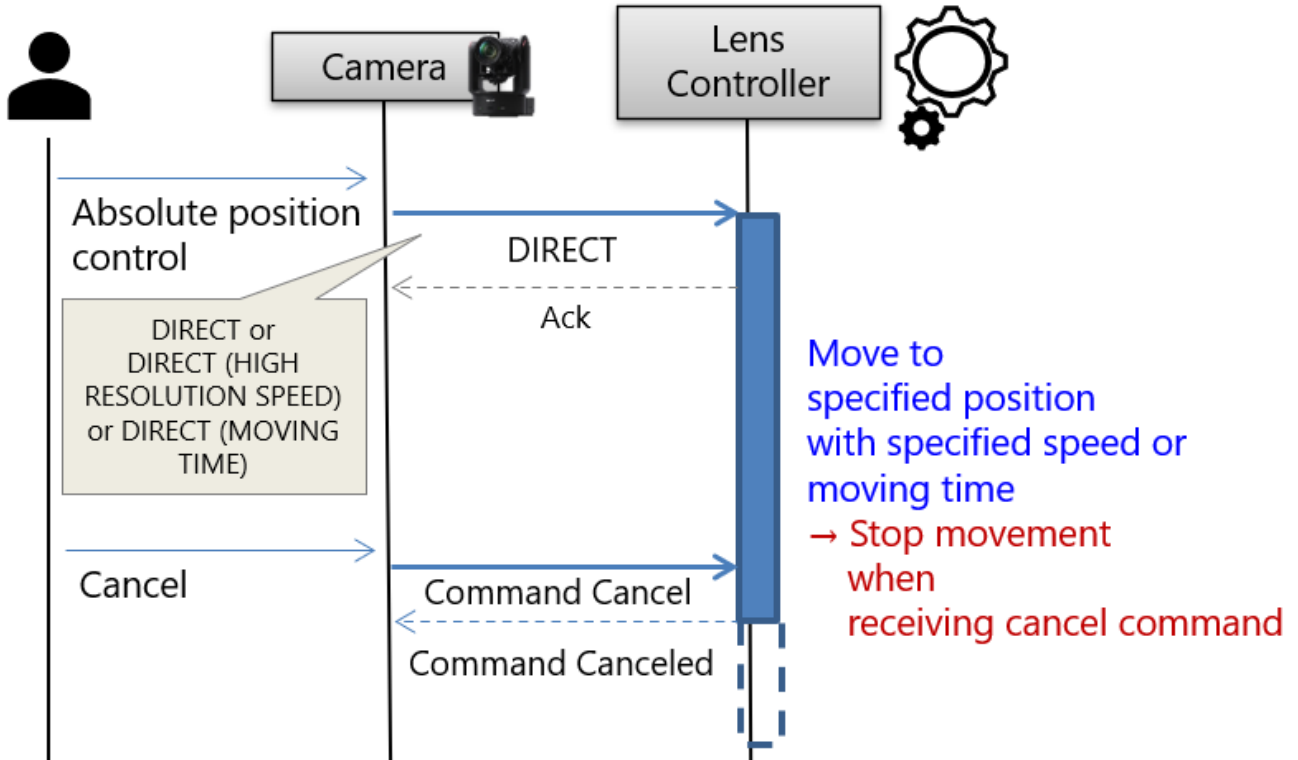 Camera
Lens
Controller
Absolute position
control
DIRECT
Ack
DIRECT or
DIRECT (HIGH
RESOLUTION SPEED)
or DIRECT (MOVING
TIME)
Move to
specified position
with specified speed or
moving time
→ Stop movement
when
receiving cancel command
Cancel
Command Cancel
Command Canceled